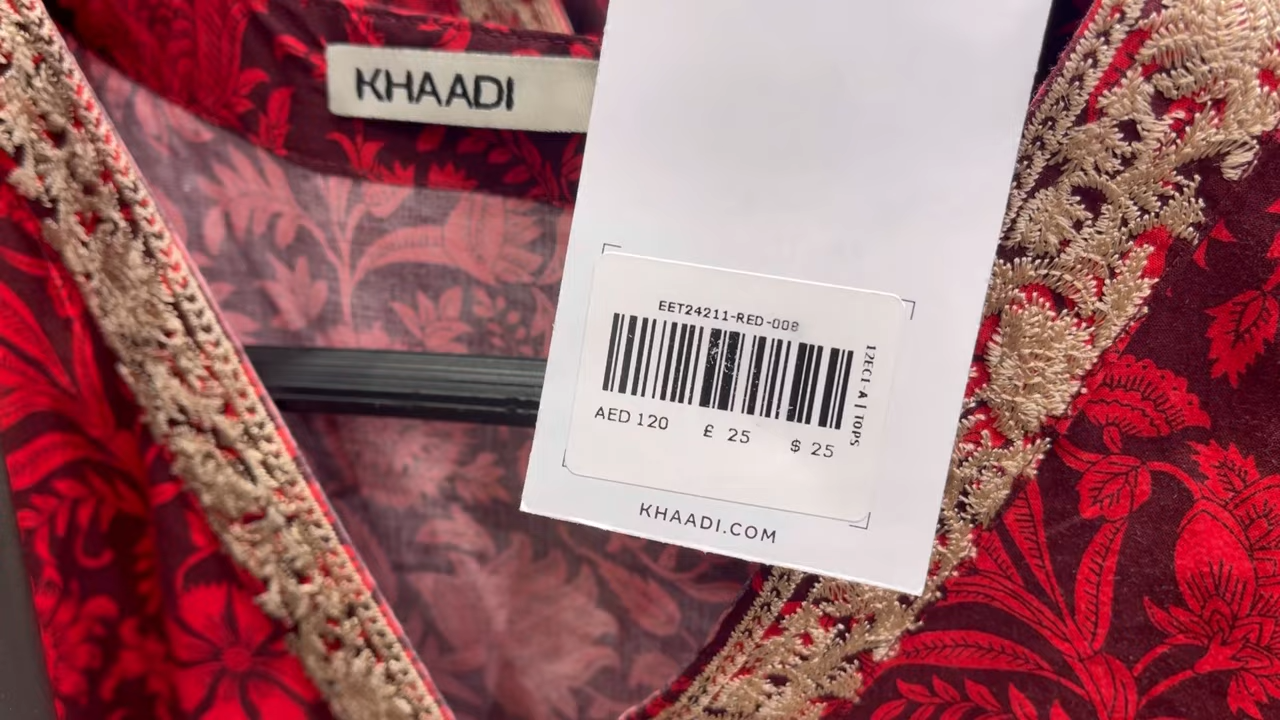 KHAADI
EET24211-RED-008
12EC1-A | TOPS
AED 120 £ 25 $ 25
KHAADI.COM